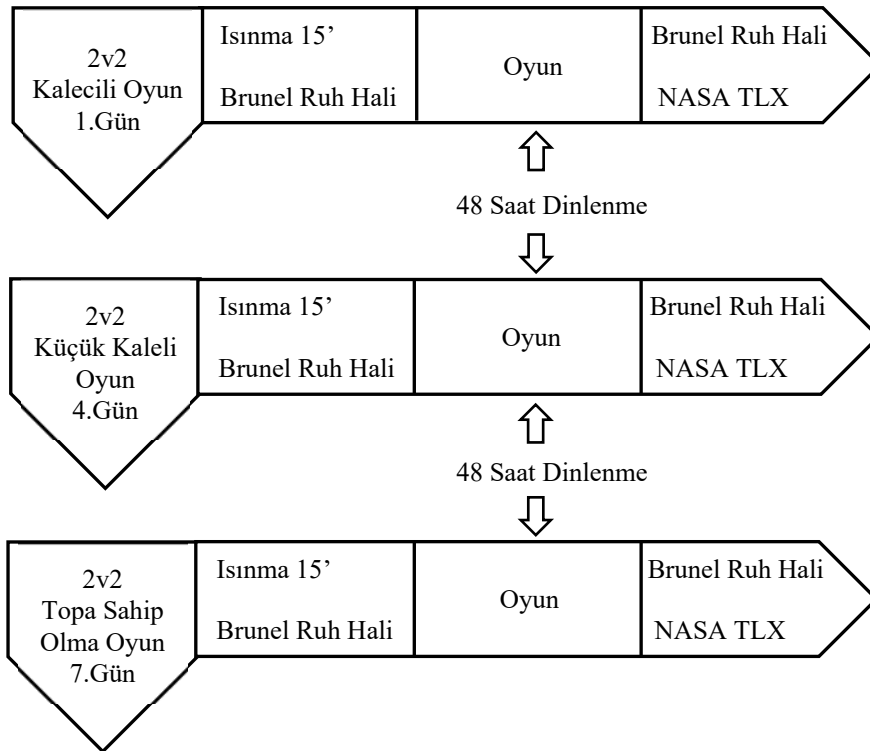 2v2
Kalecili Oyun
1.Gün
Isınma 15’
Brunel Ruh Hali
Oyun
Brunel Ruh Hali
NASA TLX
48 Saat Dinlenme
2v2
Küçük Kaleli
Oyun
4.Gün
Isınma 15’
Brunel Ruh Hali
Oyun
Brunel Ruh Hali
NASA TLX
48 Saat Dinlenme
2v2
Topa Sahip
Olma Oyun
7.Gün
Isınma 15’
Brunel Ruh Hali
Oyun
Brunel Ruh Hali
NASA TLX